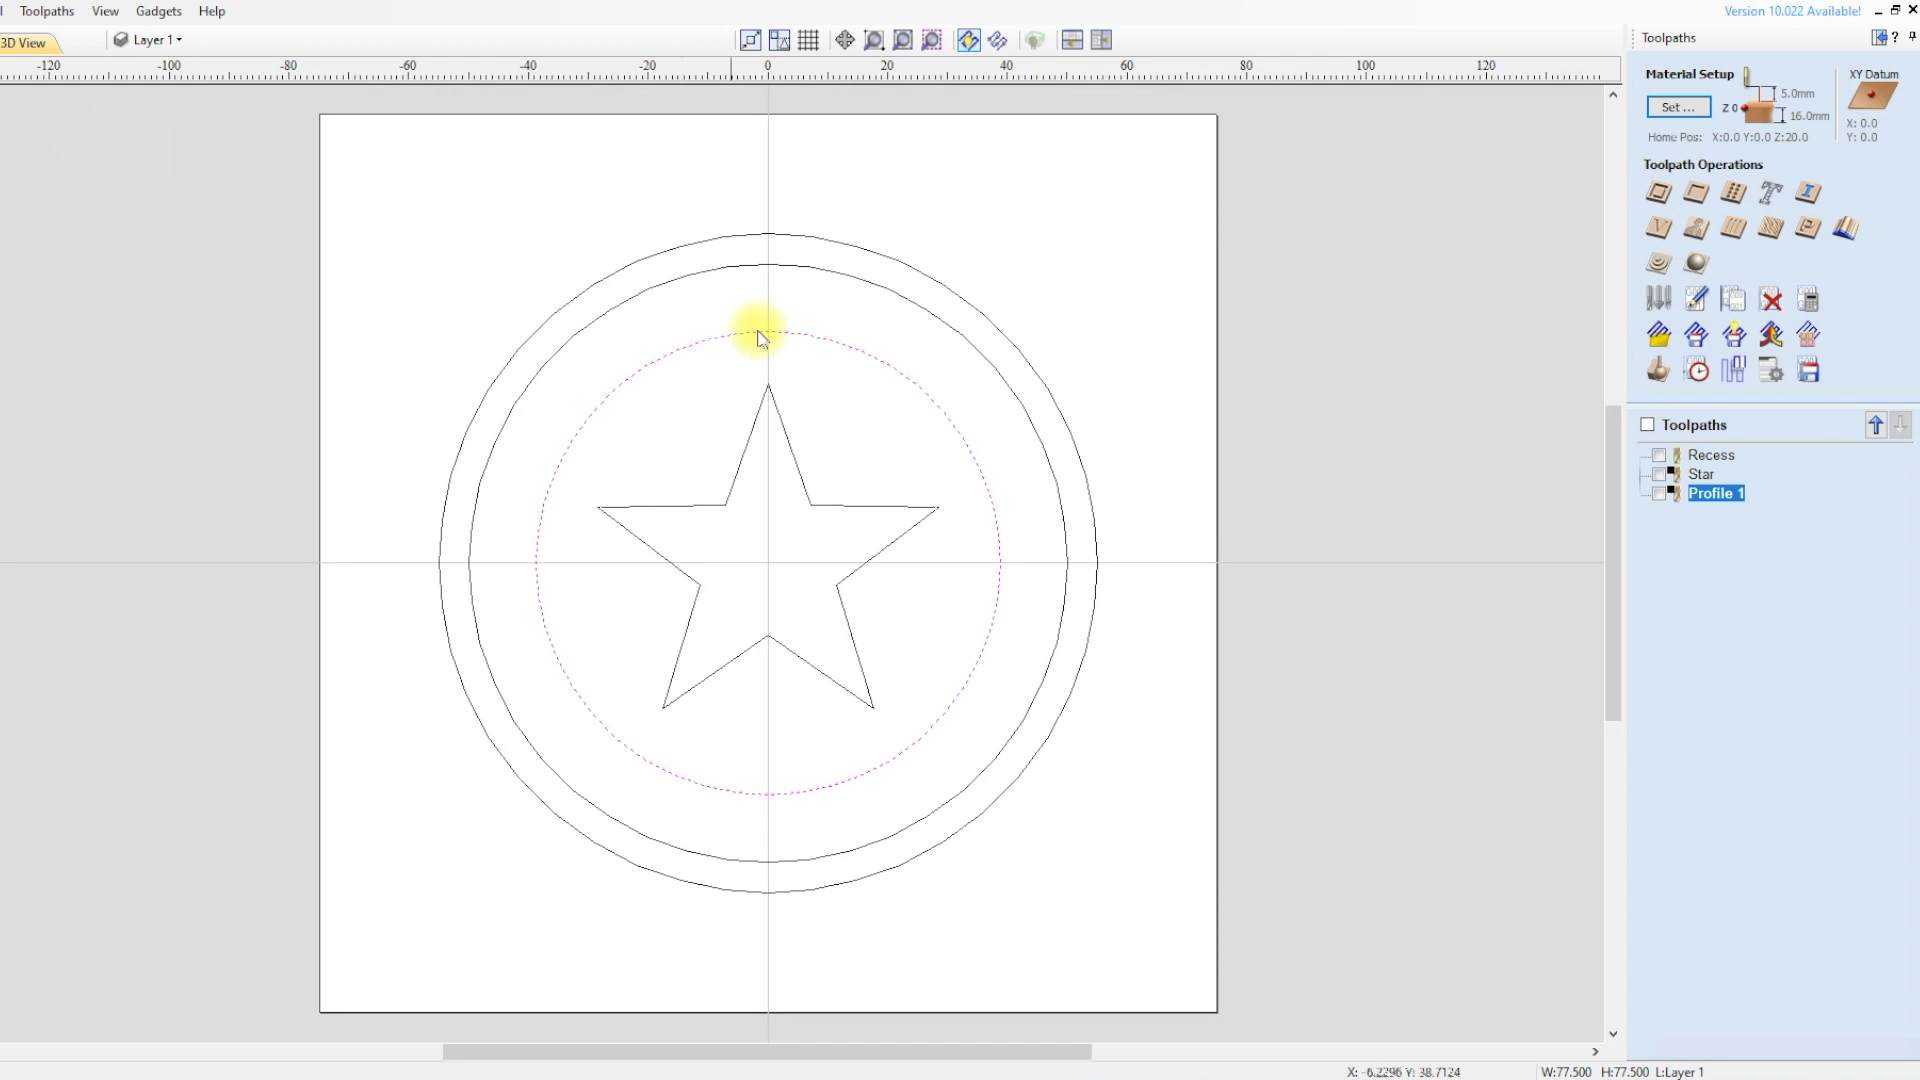 Toolpaths View Gadgets Help
Version 10.022 Available!
3D View Layer 1
Toolpaths ?
-120 -100 -80 -60 -40 -20 0 20 40 60 80 100 120
Material Setup
XY Datum
Set ...
Z 0
5.0mm
16.0mm
X: 0.0
Y: 0.0
Home Pos: X:0.0 Y:0.0 Z:20.0
Toolpath Operations
Toolpaths
Recess
Star
Profile 1
X: -6.2296 Y: 38.7124
W:77.500 H:77.500 L:Layer 1